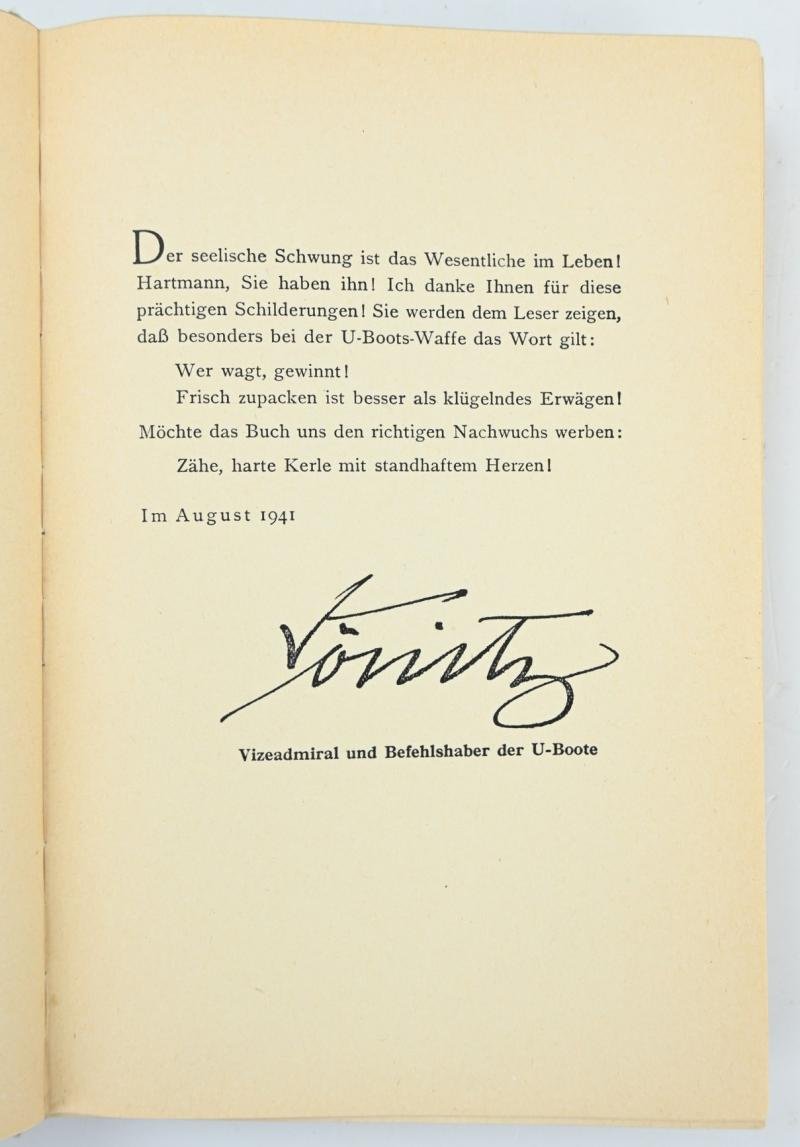 Der seelische Schwung ist das Wesentliche im Leben!
Hartmann, Sie haben ihn! Ich danke Ihnen für diese
prächtigen Schilderungen! Sie werden dem Leser zeigen,
daß besonders bei der U-Boots-Waffe das Wort gilt:
Wer wagt, gewinnt!
Frisch zupacken ist besser als klügelndes Erwägen!
Möchte das Buch uns den richtigen Nachwuchs werben:
Zähe, harte Kerle mit standhaftem Herzen!
Im August 1941
Dönitz
Vizeadmiral und Befehlshaber der U-Boote